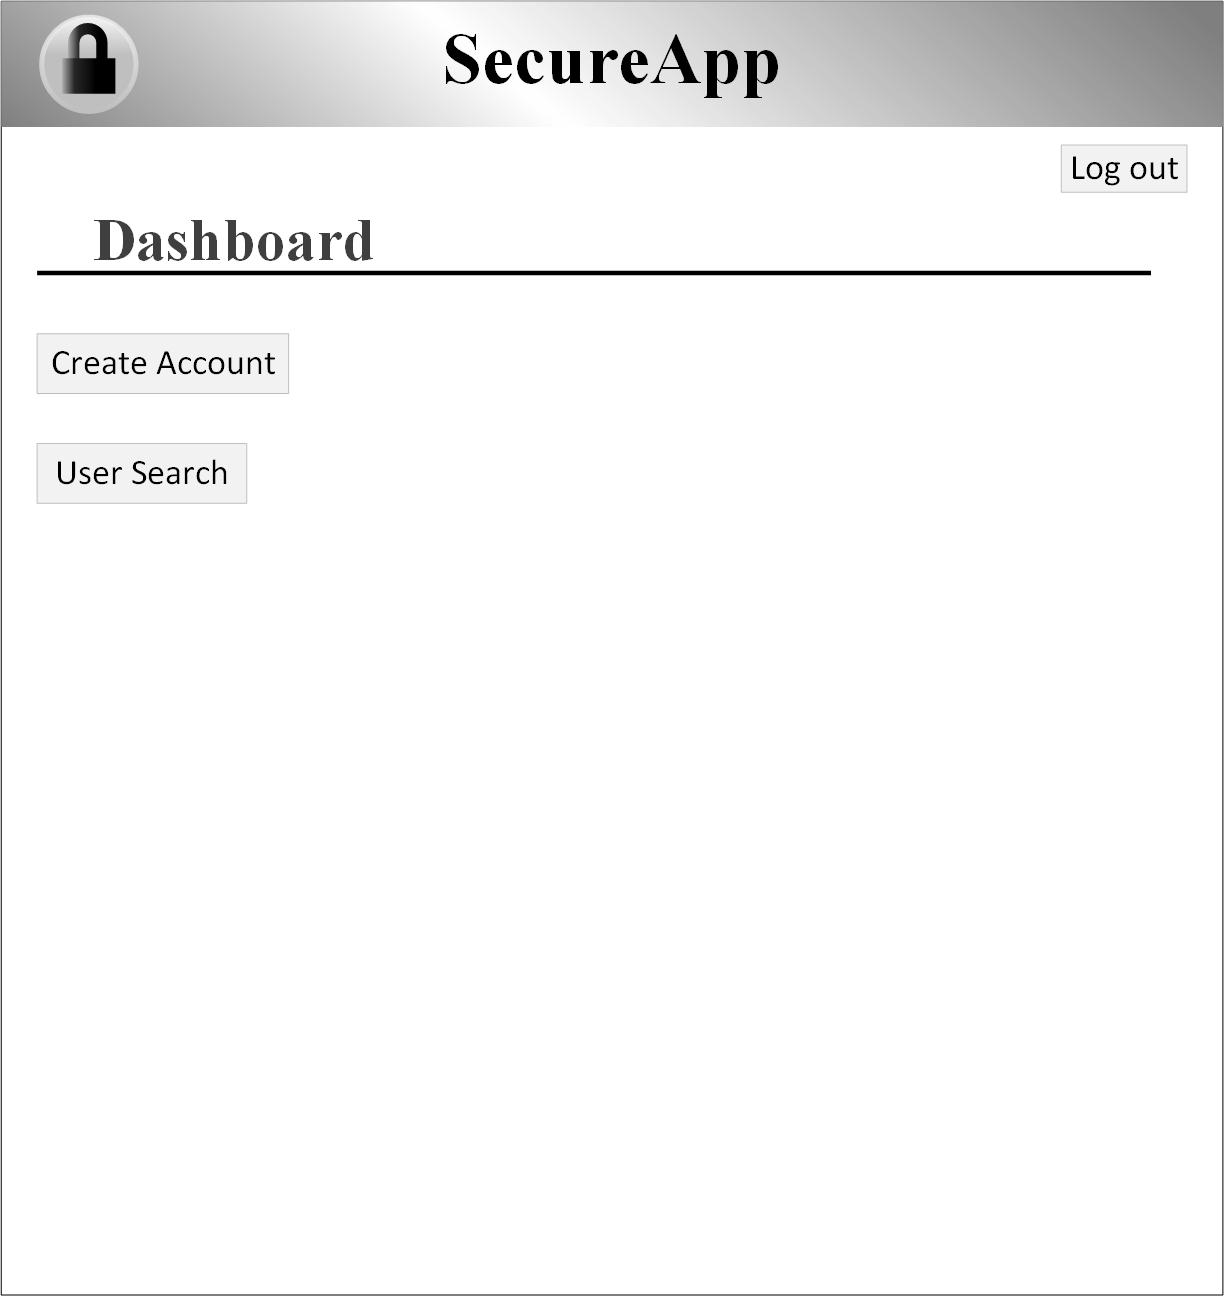 SecureApp
Log out
Dashboard
Create Account
User Search